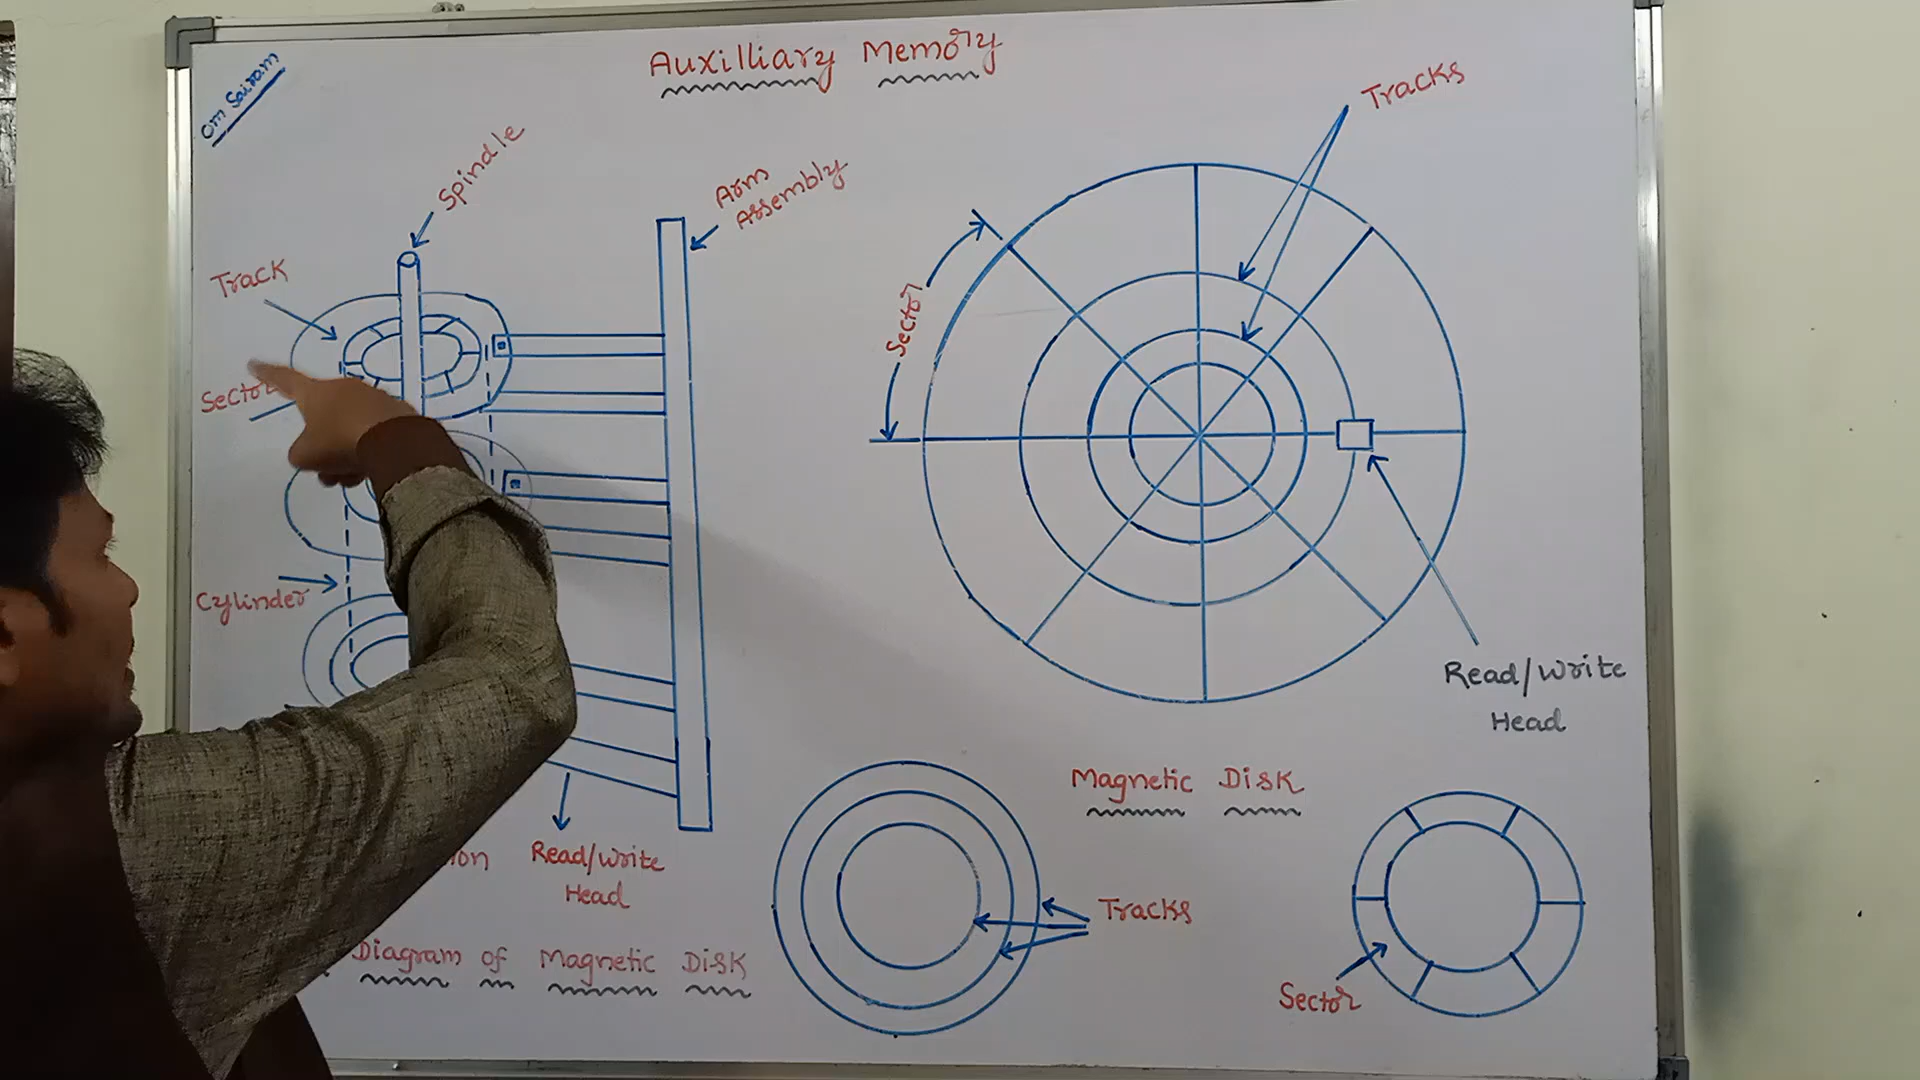 Om Sairam
Auxilliary Memory
Spindle
Arm
Assembly
Track
Sector
Cylinder
Read/Write
Head
Diagram of Magnetic Disk
Tracks
Sector
Read/Write
Head
Magnetic Disk
Tracks
Sector